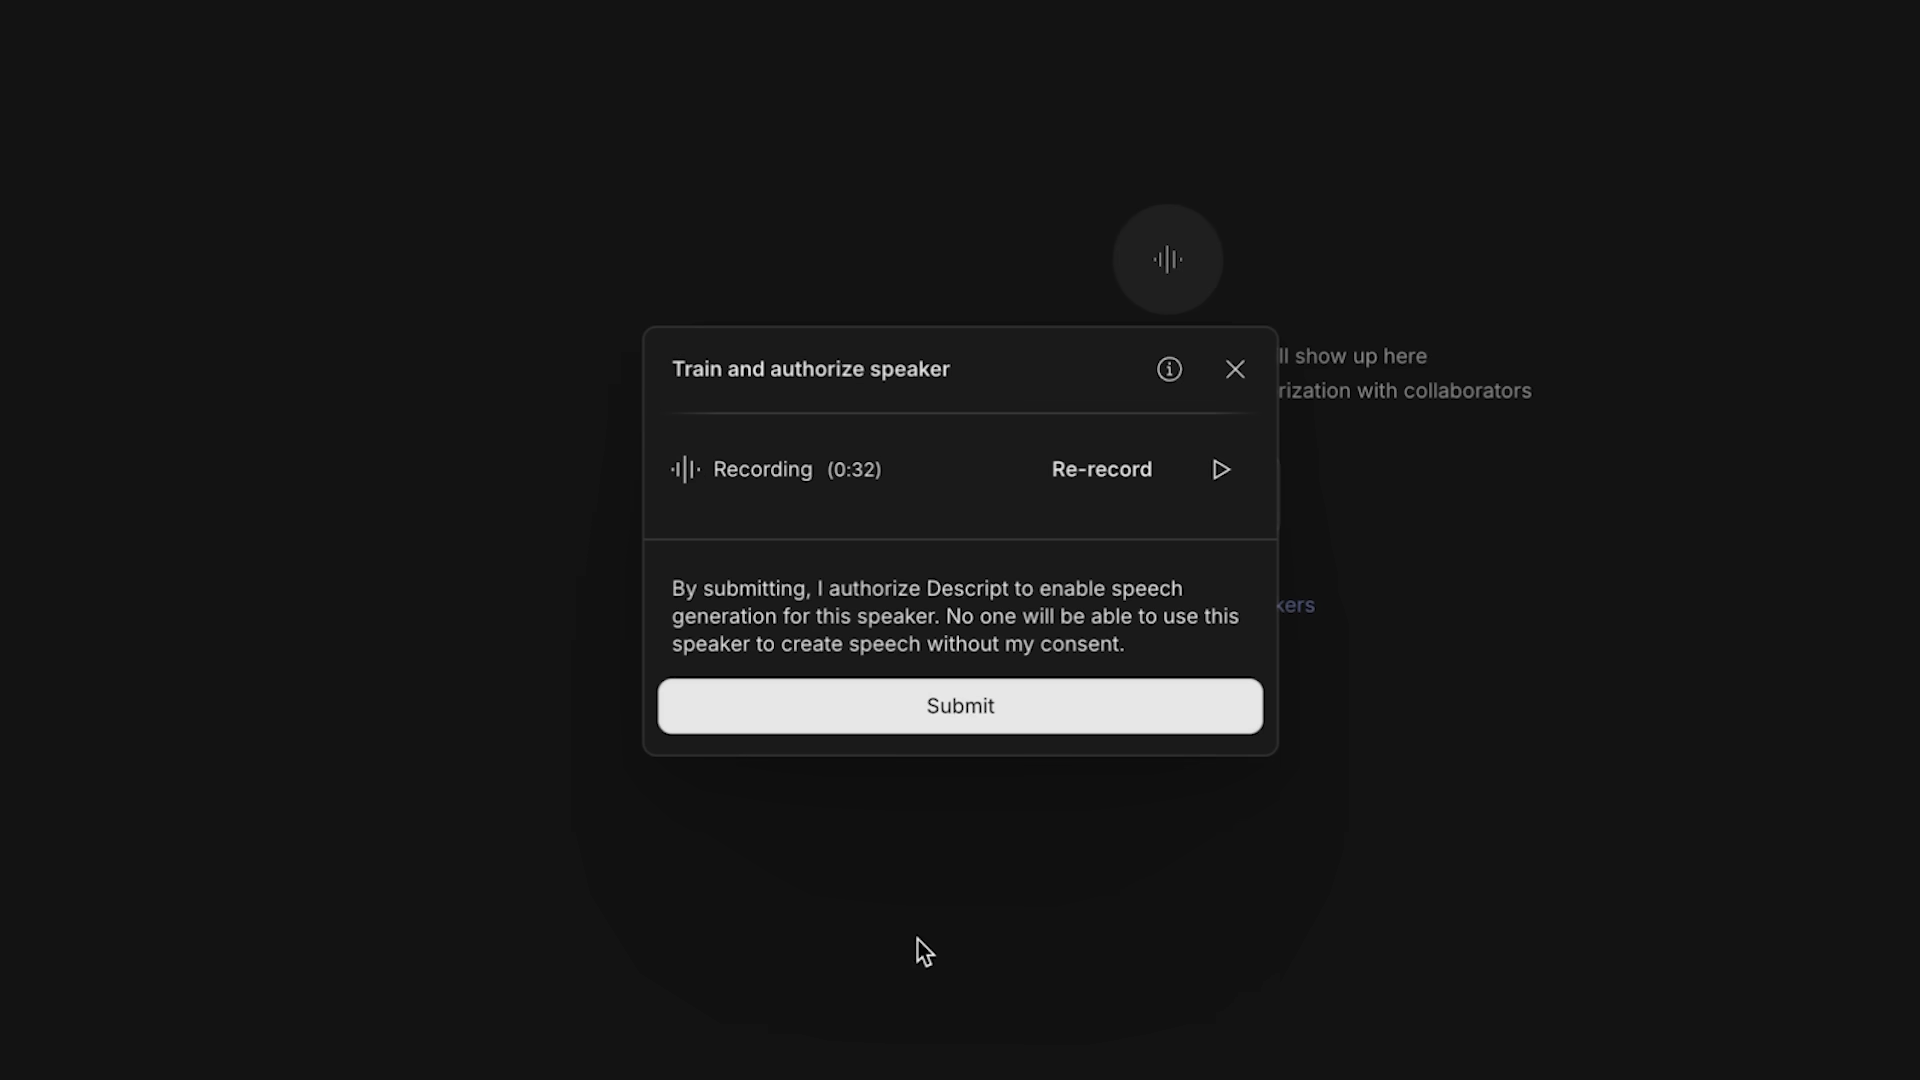 Train and authorize speaker
ll show up here
rization with collaborators
Recording (0:32) Re-record
By submitting, I authorize Descript to enable speech
generation for this speaker. No one will be able to use this
kers
speaker to create speech without my consent.
Submit